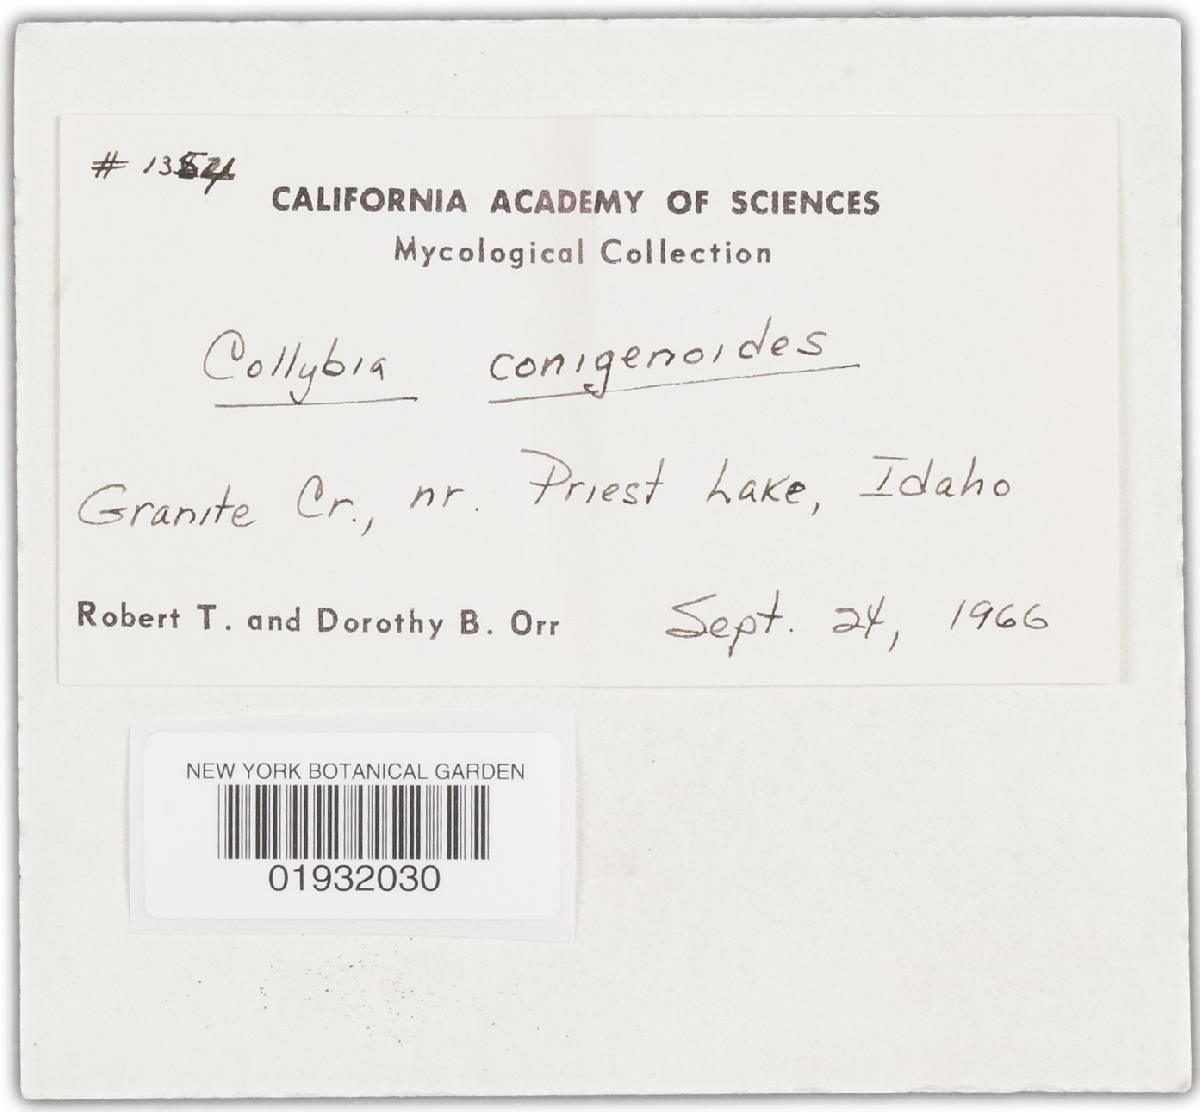 CALIFORNIA ACADEMY OF SCIENCES
Mycological Collection
Collybia conigenoides
Granite Cr., nr. Priest Lake, Idaho
Robert T. and Dorothy B. Orr Sept. 24, 1966
NEW YORK BOTANICAL GARDEN
01932030